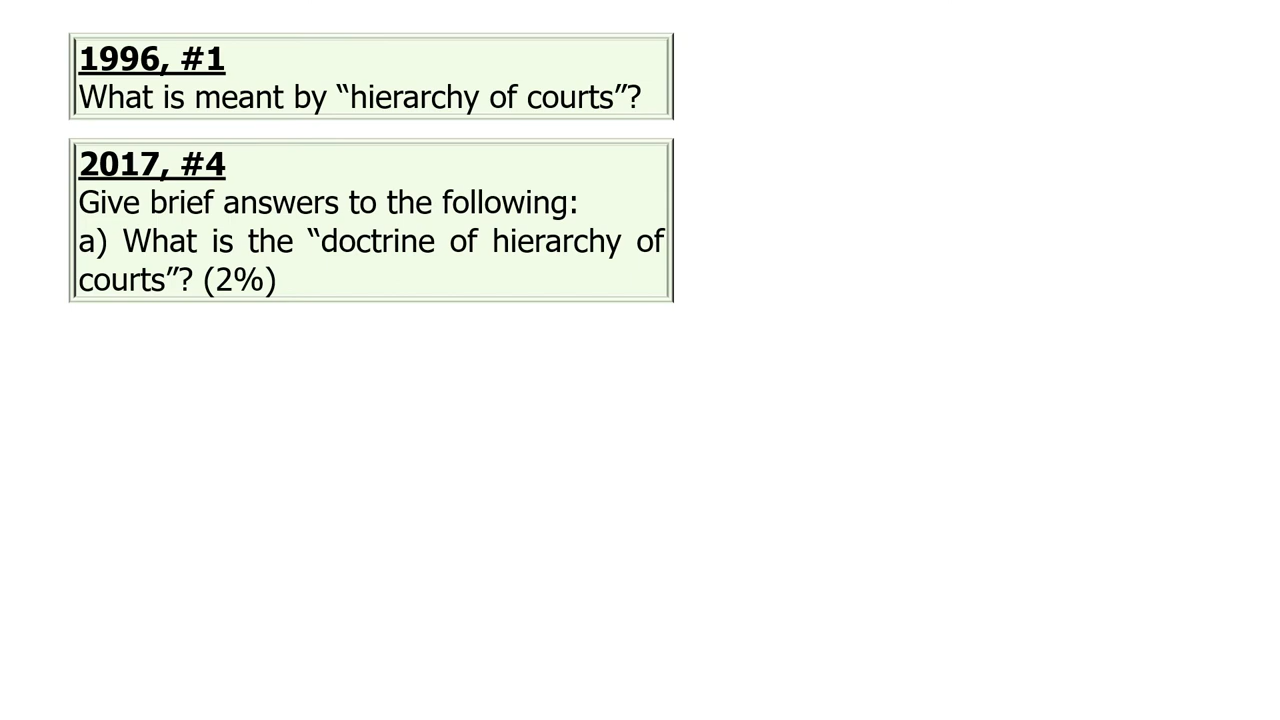 1996, #1
What is meant by “hierarchy of courts”?
2017, #4
Give brief answers to the following:
a) What is the “doctrine of hierarchy of
courts”? (2%)